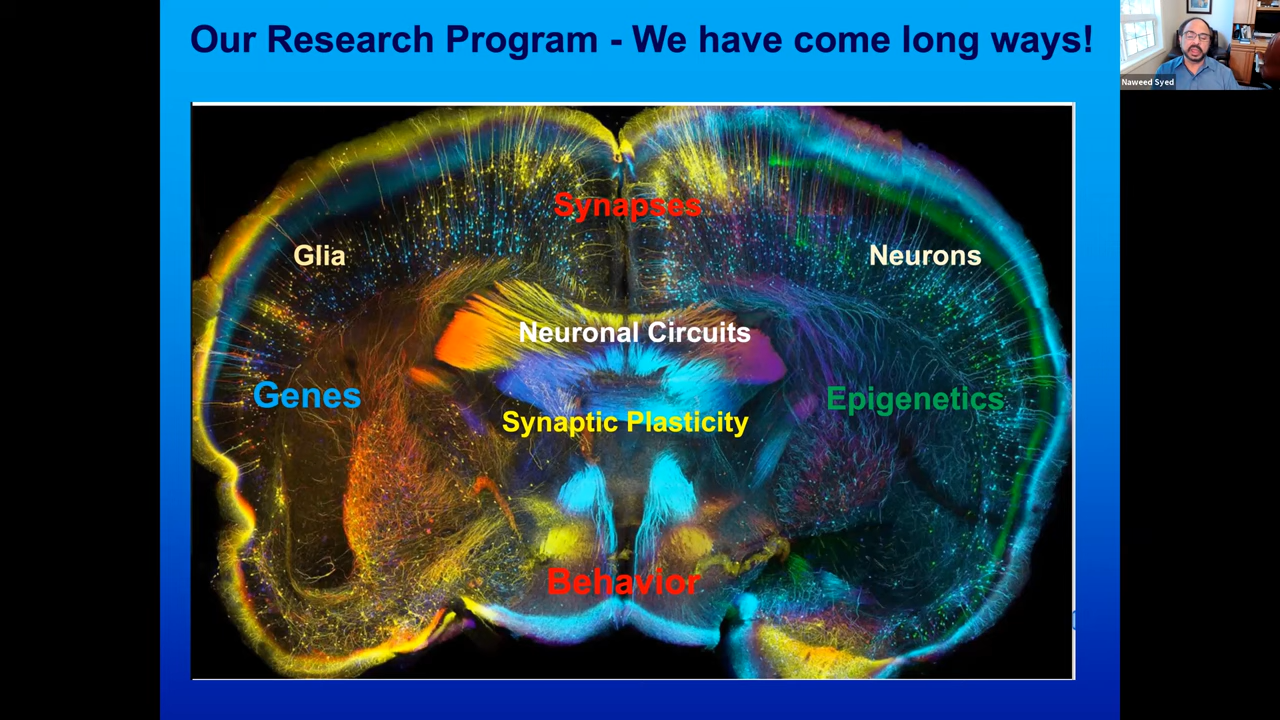 Our Research Program - We have come long ways!
Naweed Syed
Synapses
Glia
Neurons
Neuronal Circuits
Genes
Epigenetics
Synaptic Plasticity
Behavior